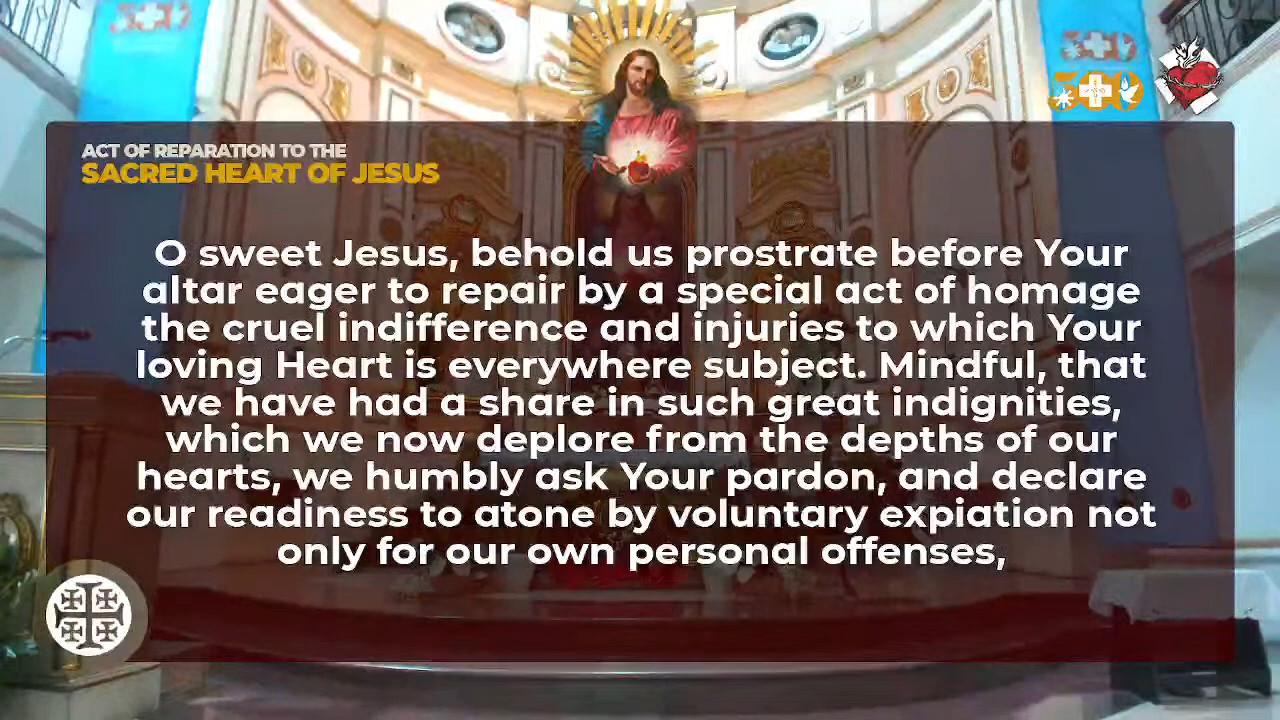 ACT OF REPARATION TO THE
SACRED HEART OF JESUS
O sweet Jesus, behold us prostrate before Your
altar eager to repair by a special act of homage
the cruel indifference and injuries to which Your
loving Heart is everywhere subject. Mindful, that
we have had a share in such great indignities,
which we now deplore from the depths of our
hearts, we humbly ask Your pardon, and declare
our readiness to atone by voluntary expiation not
only for our own personal offenses,